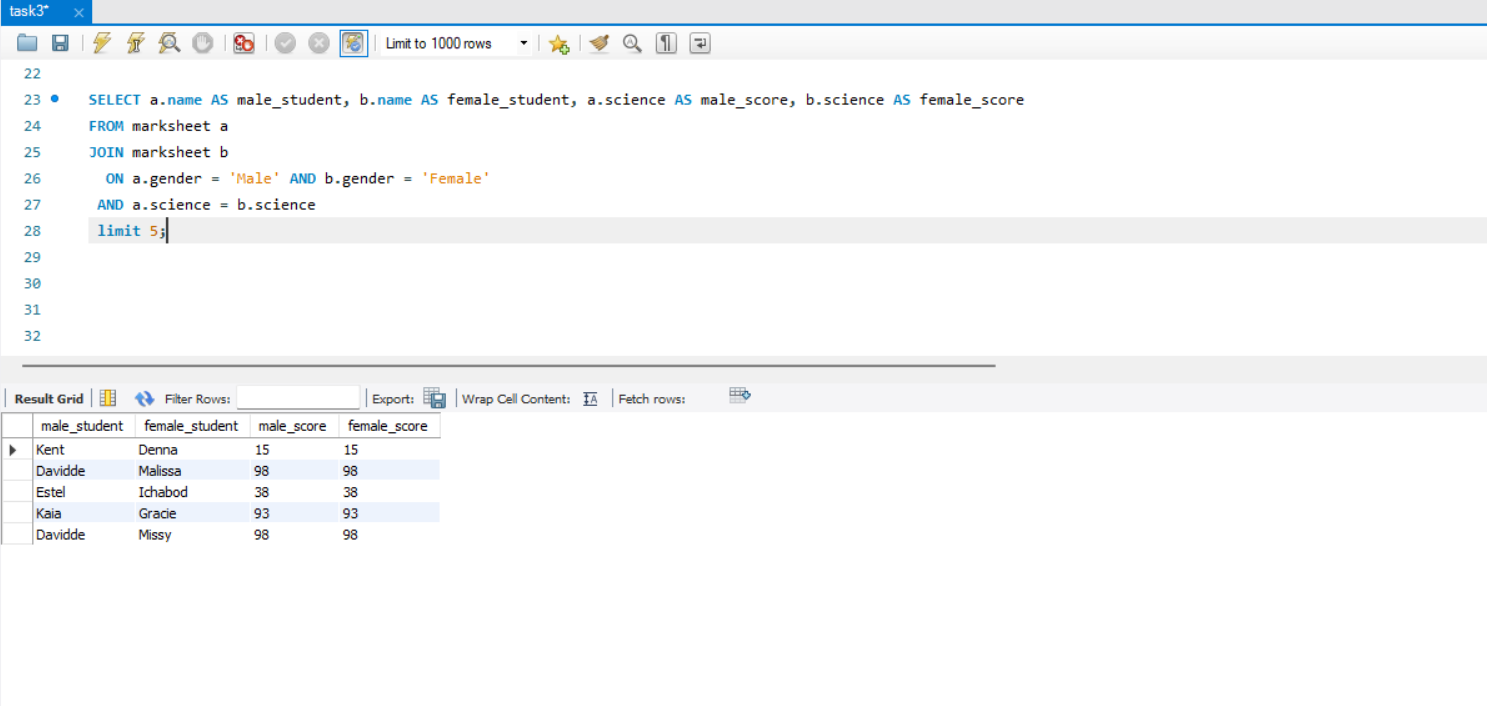 task3*
Limit to 1000 rows
22
23 SELECT a.name AS male_student, b.name AS female_student, a.science AS male_score, b.science AS female_score
24 FROM marksheet a
25 JOIN marksheet b
26 ON a.gender = 'Male' AND b.gender = 'Female'
27 AND a.science = b.science
28 limit 5;
29
30
31
32
Result Grid Filter Rows: Export: Wrap Cell Content: IA Fetch rows:
male_student female_student male_score female_score
Kent Denna 15 15
Davidde Malissa 98 98
Estel Ichabod 38 38
Kaia Gracie 93 93
Davidde Missy 98 98